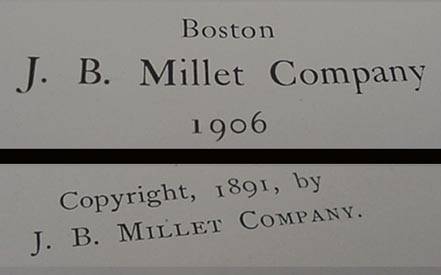 Boston
J. B. Millet Company
1906
Copyright, 1891, by
J. B. MILLET COMPANY.